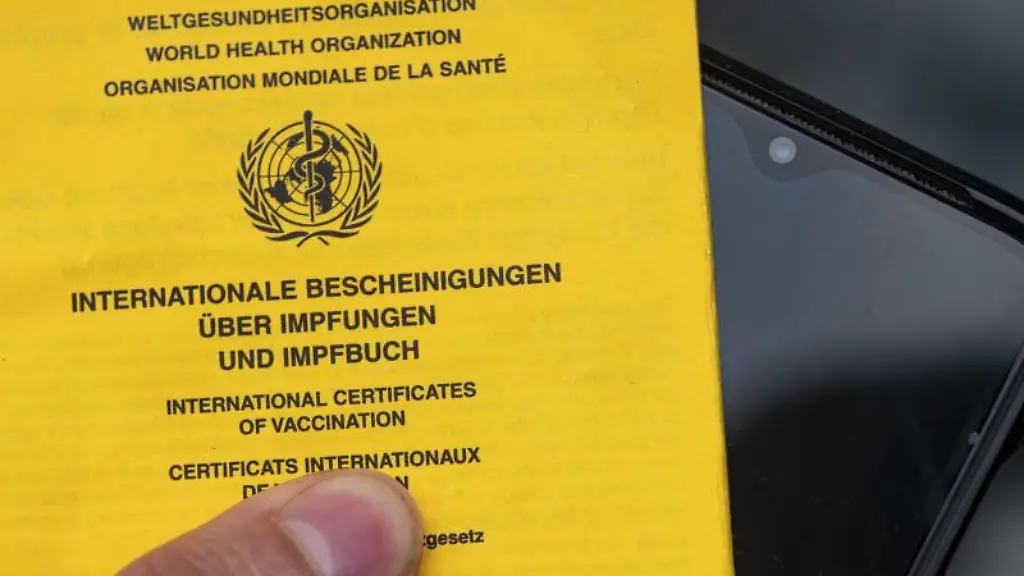 WELTGESUNDHEITSORGANISATION
WORLD HEALTH ORGANIZATION
ORGANISATION MONDIALE DE LA SANTÉ
INTERNATIONALE BESCHEINIGUNGEN
ÜBER IMPFUNGEN
UND IMPFBUCH
INTERNATIONAL CERTIFICATES
OF VACCINATION
CERTIFICATS INTERNATIONAUX
DE